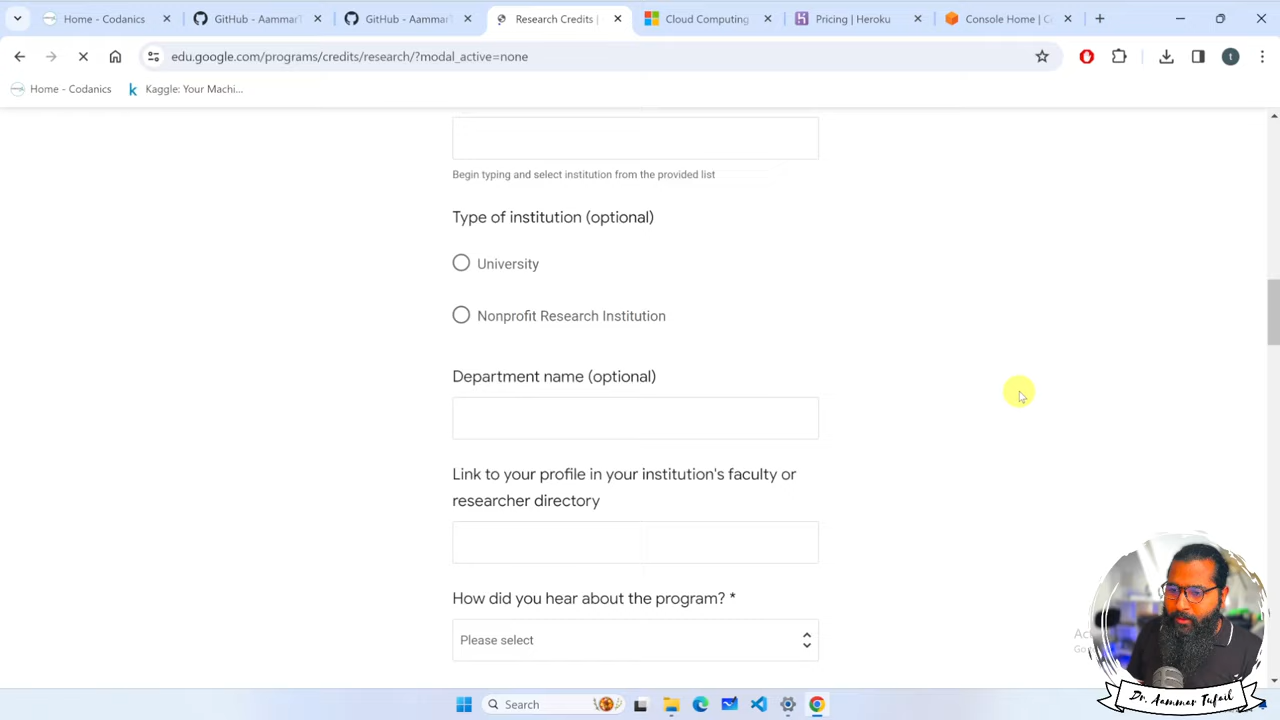 Home - Codanics
GitHub - AammarT
GitHub - AammarT
Research Credits |
Cloud Computing
Pricing | Heroku
Console Home | C
edu.google.com/programs/credits/research/?modal_active=none
t
Home - Codanics
Kaggle: Your Machi...
Begin typing and select institution from the provided list
Type of institution (optional)
University
Nonprofit Research Institution
Department name (optional)
Link to your profile in your institution's faculty or
researcher directory
How did you hear about the program? *
Please select
Dr. Aammar Tufail
Search